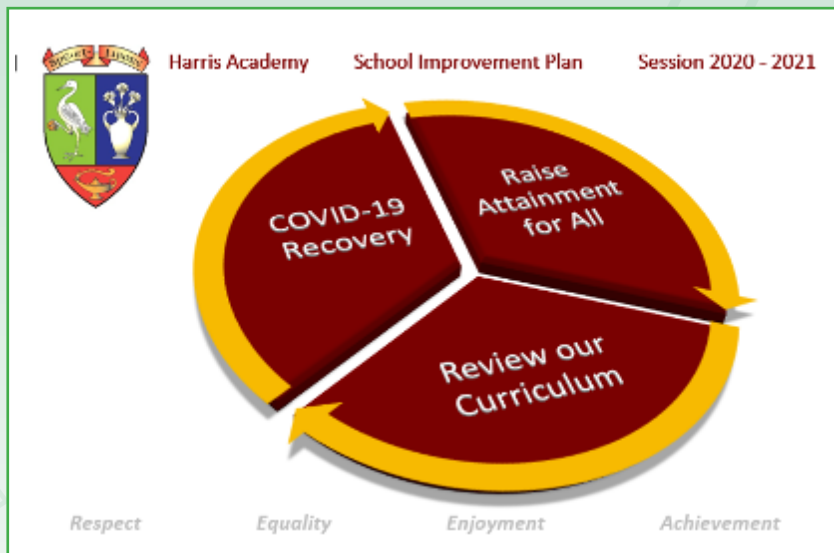 Harris Academy School Improvement Plan Session 2020 - 2021
COVID-19
Recovery
Raise
Attainment
for All
Review our
Curriculum
Respect Equality Enjoyment Achievement